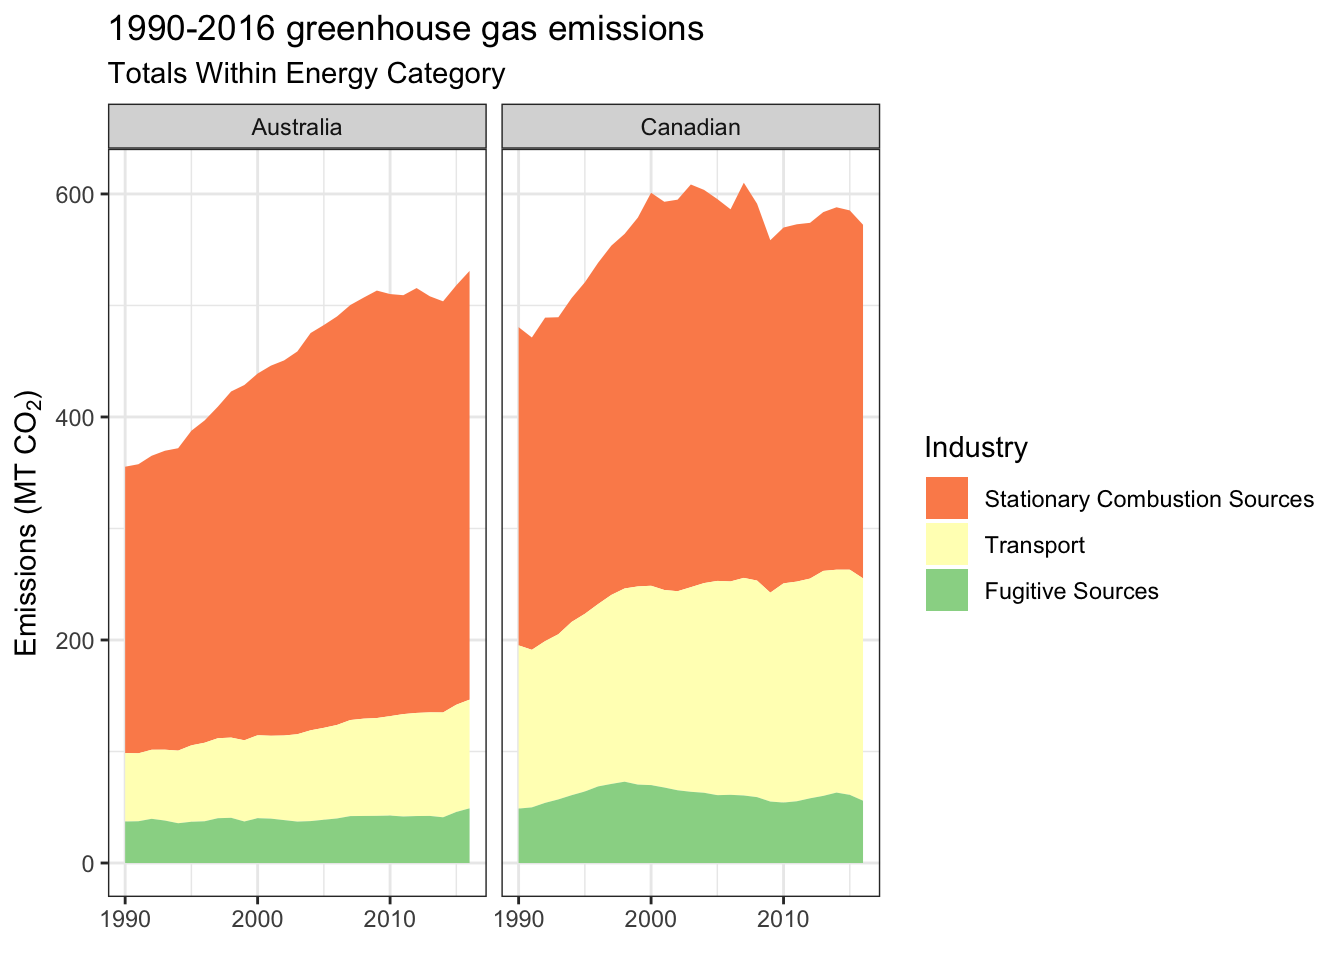 1990-2016 greenhouse gas emissions
Totals Within Energy Category
Australia
Canadian
Emissions (MT CO₂)
600
400
200
0
1990
2000
2010
1990
2000
2010
Industry
Stationary Combustion Sources
Transport
Fugitive Sources